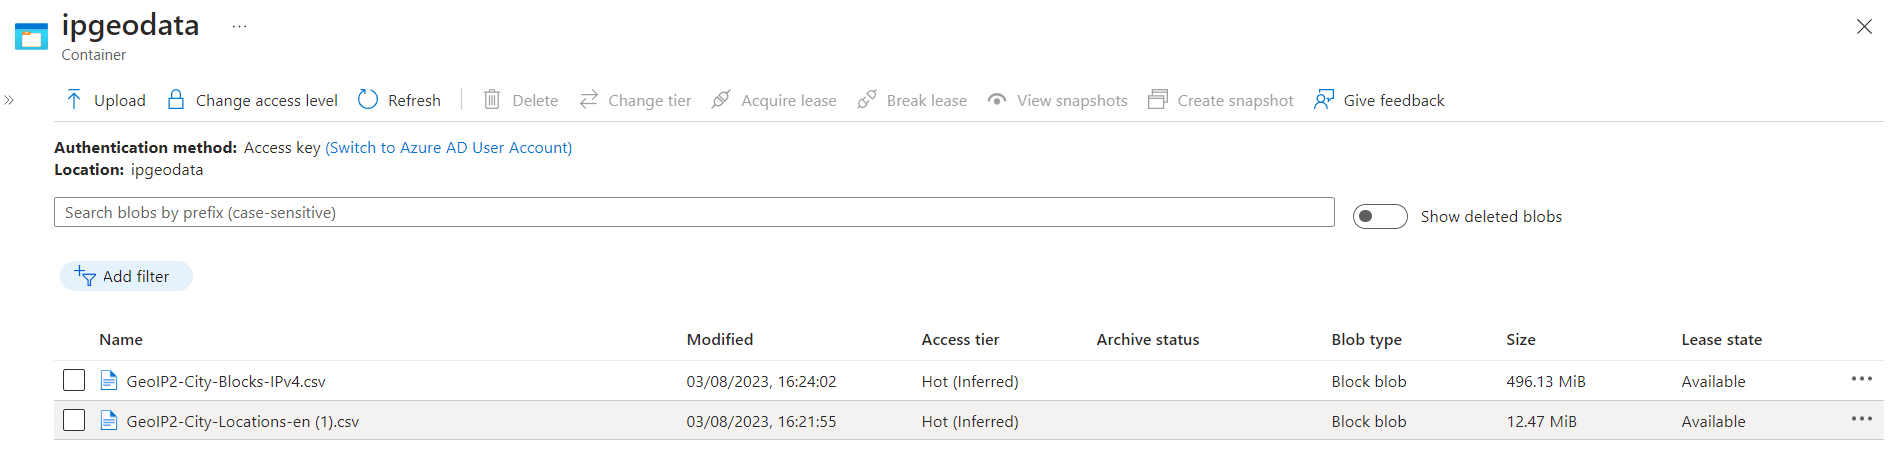 ipgeodata ...
Container
Upload Change access level Refresh Delete Change tier Acquire lease Break lease View snapshots Create snapshot Give feedback
Authentication method: Access key (Switch to Azure AD User Account)
Location: ipgeodata
Search blobs by prefix (case-sensitive) Show deleted blobs
Add filter
Name Modified Access tier Archive status Blob type Size Lease state
GeoIP2-City-Blocks-IPv4.csv 03/08/2023, 16:24:02 Hot (Inferred) Block blob 496.13 MiB Available ...
GeoIP2-City-Locations-en (1).csv 03/08/2023, 16:21:55 Hot (Inferred) Block blob 12.47 MiB Available ...